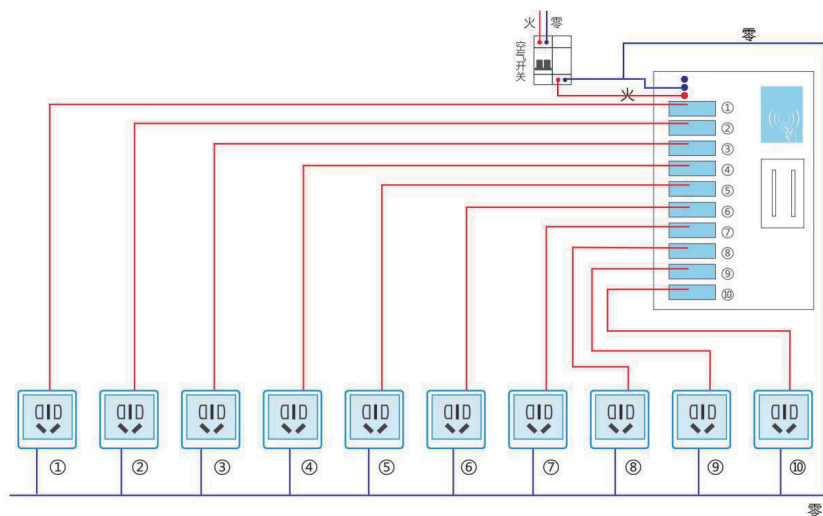 火 零
空气开关
零
火
①
②
③
④
⑤
⑥
⑦
⑧
⑨
⑩
① ② ③ ④ ⑤ ⑥ ⑦ ⑧ ⑨ ⑩
零